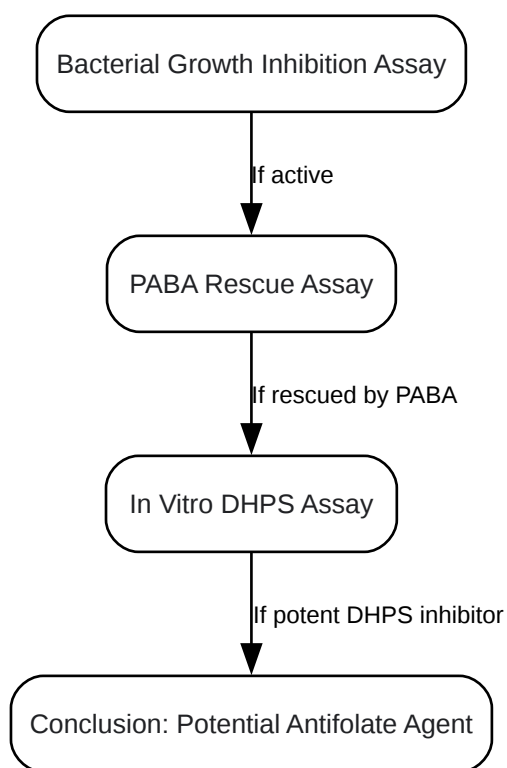 Bacterial Growth Inhibition Assay
If active
PABA Rescue Assay
If rescued by PABA
In Vitro DHPS Assay
If potent DHPS inhibitor
Conclusion: Potential Antifolate Agent